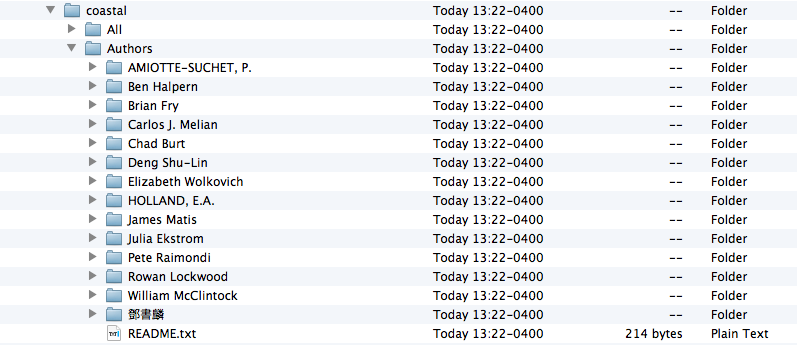 coastal Today 13:22-0400 -- Folder
All Today 13:22-0400 -- Folder
Authors Today 13:22-0400 -- Folder
AMIOTTE-SUCHET, P. Today 13:22-0400 -- Folder
Ben Halpern Today 13:22-0400 -- Folder
Brian Fry Today 13:22-0400 -- Folder
Carlos J. Melian Today 13:22-0400 -- Folder
Chad Burt Today 13:22-0400 -- Folder
Deng Shu-Lin Today 13:22-0400 -- Folder
Elizabeth Wolkovich Today 13:22-0400 -- Folder
HOLLAND, E.A. Today 13:22-0400 -- Folder
James Matis Today 13:22-0400 -- Folder
Julia Ekstrom Today 13:22-0400 -- Folder
Pete Raimondi Today 13:22-0400 -- Folder
Rowan Lockwood Today 13:22-0400 -- Folder
William McClintock Today 13:22-0400 -- Folder
鄧書麟 Today 13:22-0400 -- Folder
README.txt Today 13:22-0400 214 bytes Plain Text